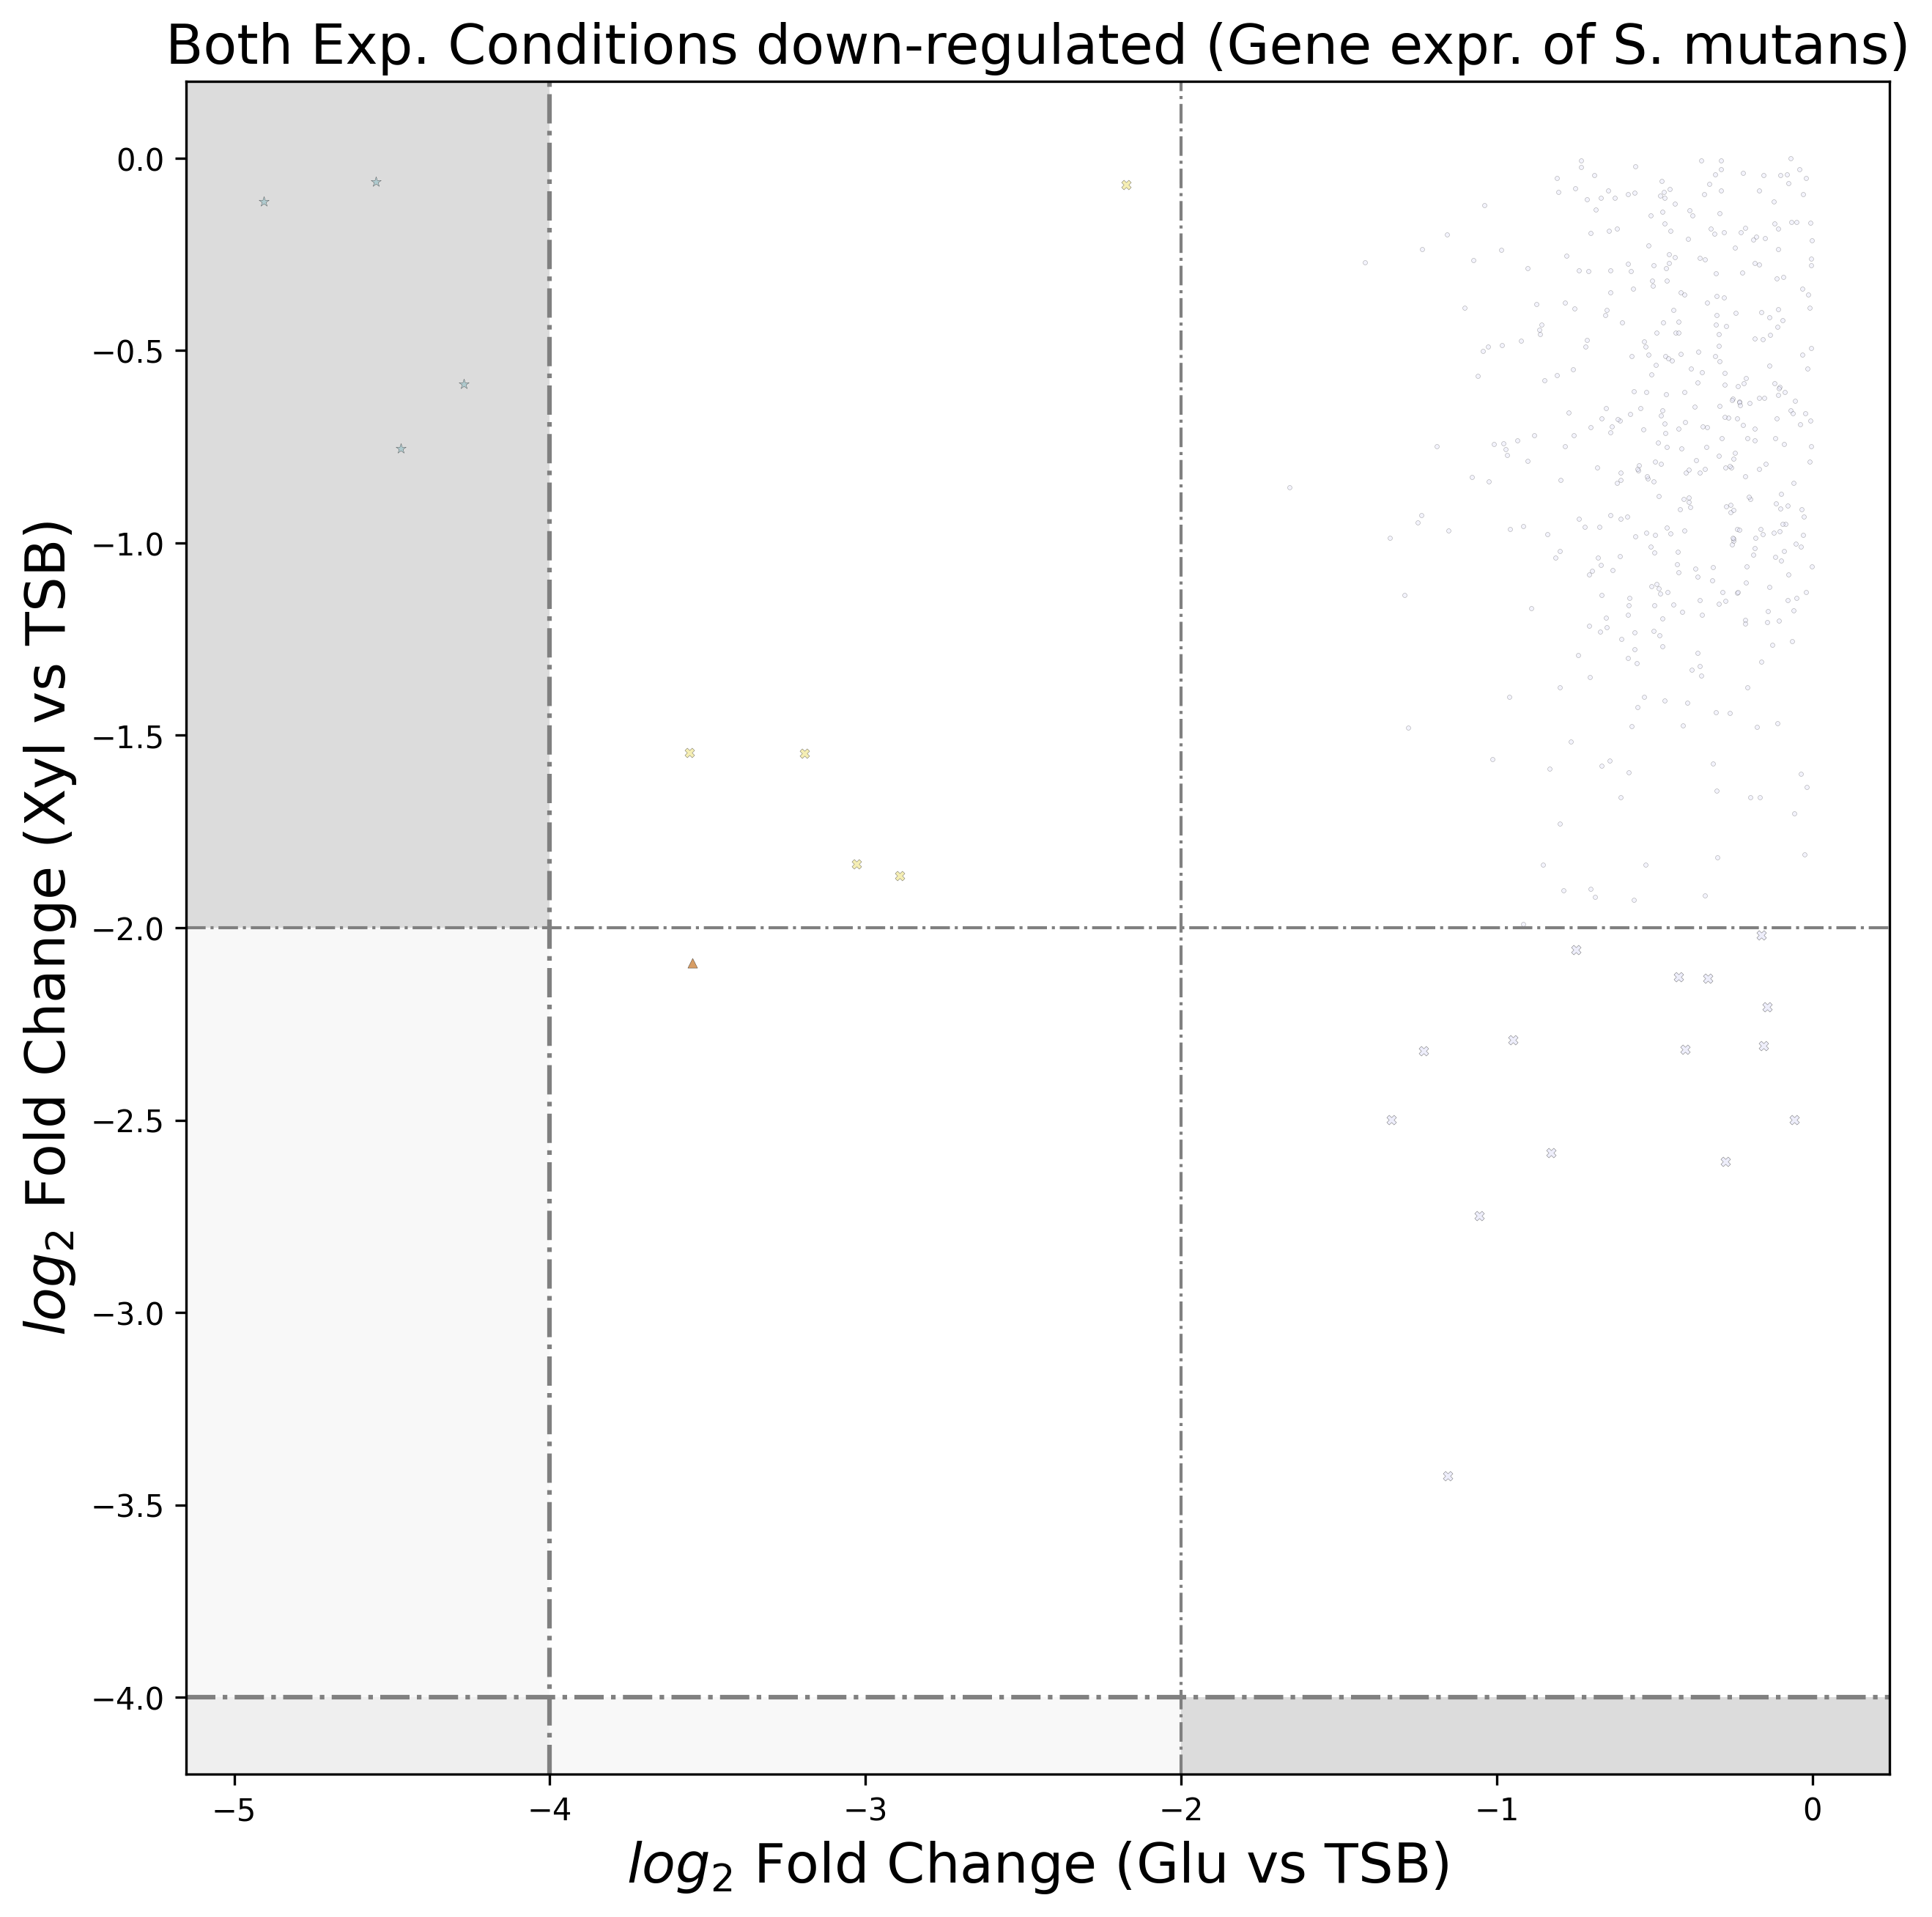 Both Exp. Conditions down-regulated (Gene expr. of S. mutans)
log₂ Fold Change (Xyl vs TSB)
0.0
−0.5
−1.0
−1.5
−2.0
−2.5
−3.0
−3.5
−4.0
−5 −4 −3 −2 −1 0
log₂ Fold Change (Glu vs TSB)